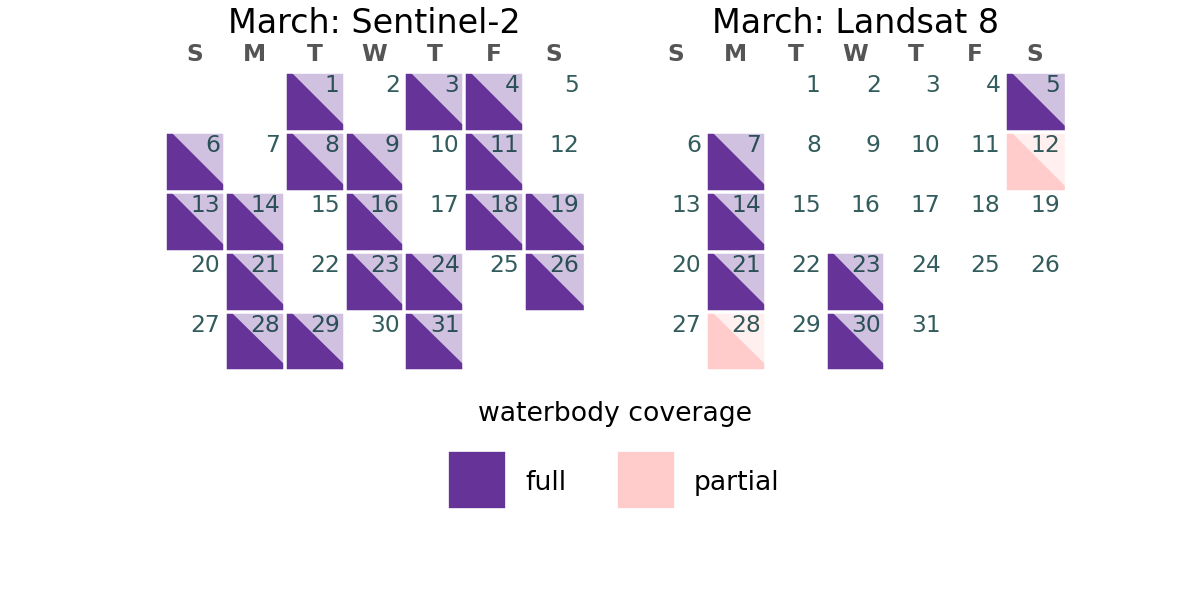 March: Sentinel-2
S M T W T F S
1 2 3 4 5
6 7 8 9 10 11 12
13 14 15 16 17 18 19
20 21 22 23 24 25 26
27 28 29 30 31
March: Landsat 8
S M T W T F S
1 2 3 4 5
6 7 8 9 10 11 12
13 14 15 16 17 18 19
20 21 22 23 24 25 26
27 28 29 30 31
waterbody coverage
full partial